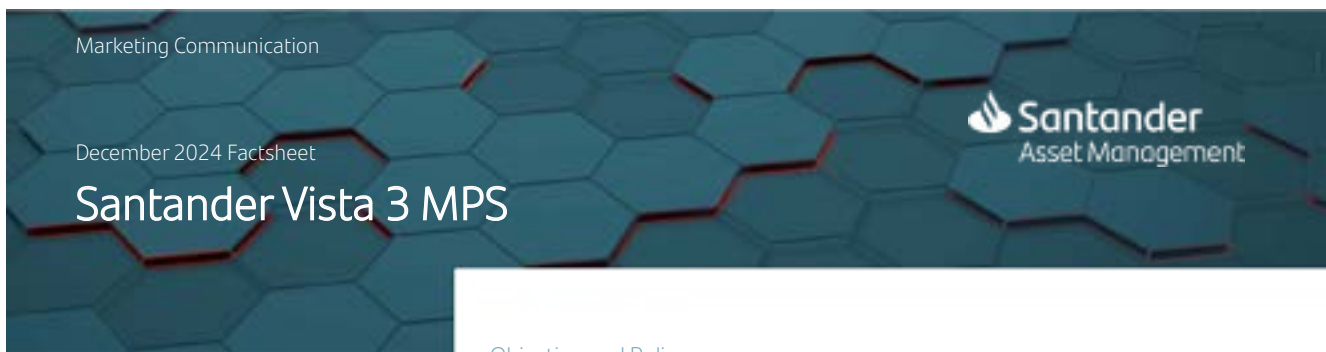 Marketing Communication
Santander
Asset Management
December 2024 Factsheet
Santander Vista 3 MPS